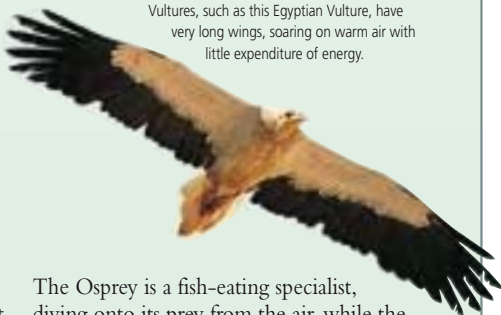 Vultures, such as this Egyptian Vulture, have
very long wings, soaring on warm air with
little expenditure of energy.
The Osprey is a fish-eating specialist,
diving onto its prey from the air, while the